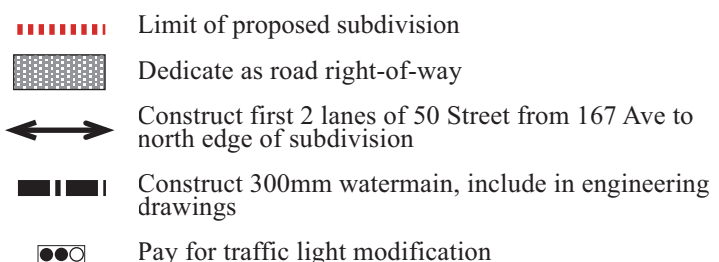 Limit of proposed subdivision
Dedicate as road right-of-way
Construct first 2 lanes of 50 Street from 167 Ave to
north edge of subdivision
Construct 300mm watermain, include in engineering
drawings
Pay for traffic light modification